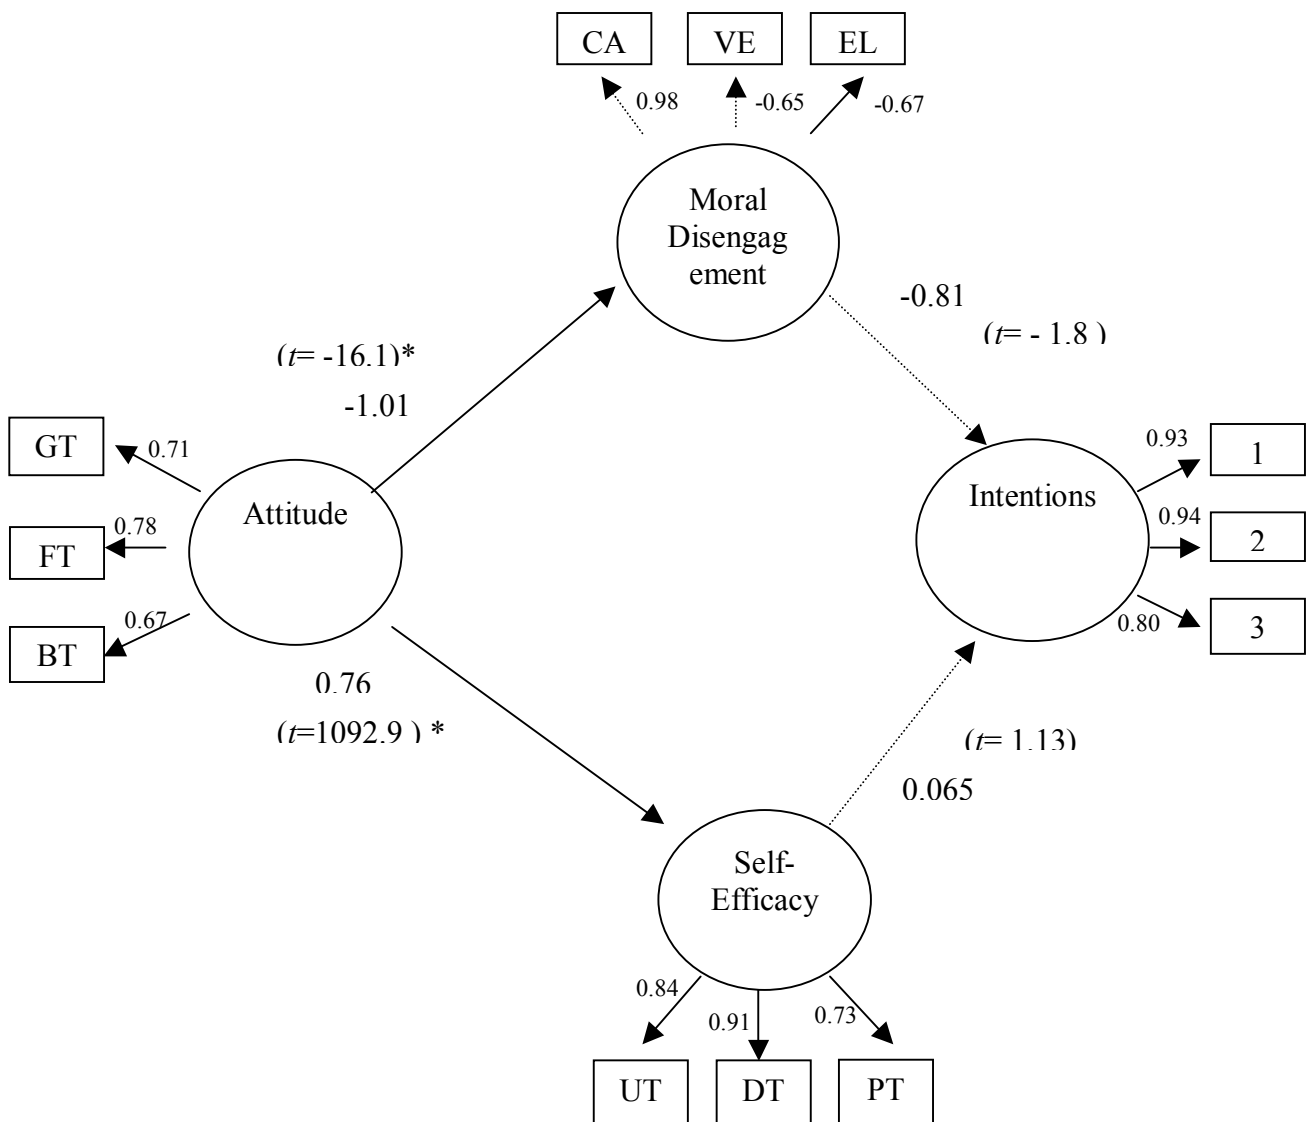 CA VE EL
0.98 -0.65 -0.67
Moral
Disengag
ement
-0.81
(t= - 1.8 )
(t= -16.1)*
-1.01
GT 0.71
FT 0.78
BT 0.67
Attitude
Intentions
0.93 1
0.94 2
0.80 3
0.76
(t=1092.9 ) *
(t= 1.13)
0.065
Self-
Efficacy
0.84 0.91 0.73
UT DT PT